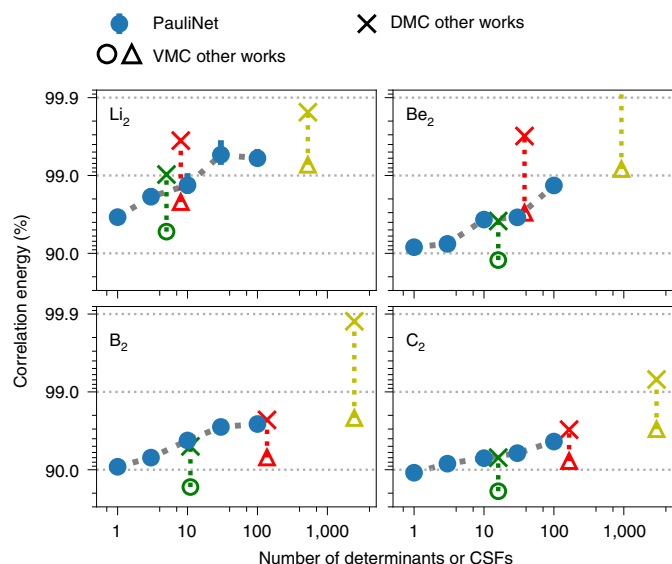 PauliNet
DMC other works
VMC other works
Correlation energy (%)
99.9
99.0
90.0
Li2
Be2
99.9
99.0
90.0
B2
C2
1
10
100
1,000
1
10
100
1,000
Number of determinants or CSFs